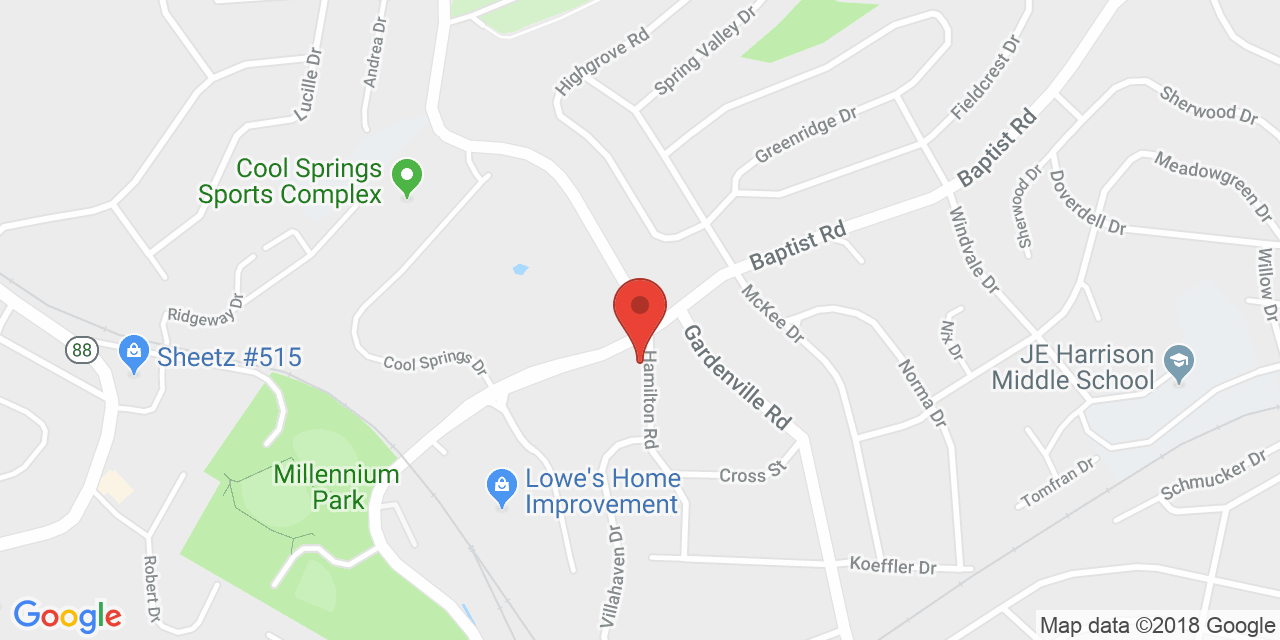 Andrea Dr
Lucille Dr
Highgrove Rd
Spring Valley Dr
Fieldcrest Dr
Greenridge Dr
Baptist Rd
Sherwood Dr
Meadowgreen Dr
Cool Springs
Sports Complex
Sherwood Dr
Doverdell Dr
Baptist Rd
Windvale Dr
Willow Dr
Ridgeway Dr
McKee Dr
88
Sheetz #515
Cool Springs Dr
Hamilton Rd
Gardenville Rd
Nix Dr
Norma Dr
JE Harrison
Middle School
Millennium
Park
Lowe's Home
Improvement
Cross St
Tomfran Dr
Schmucker Dr
Villahaven Dr
Koeffler Dr
Robert Dr
Google
Map data ©2018 Google